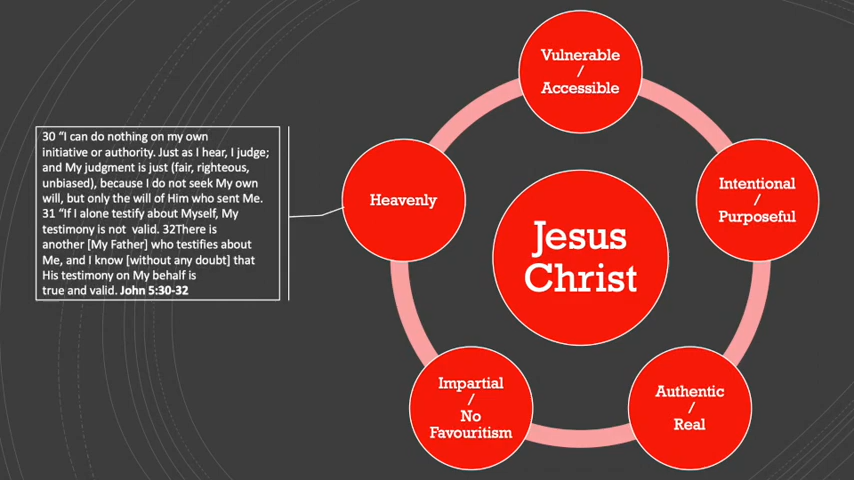 30 “I can do nothing on my own
initiative or authority. Just as I hear, I judge;
and My judgment is just (fair, righteous,
unbiased), because I do not seek My own
will, but only the will of Him who sent Me.
31 “If I alone testify about Myself, My
testimony is not valid. 32There is
another [My Father] who testifies about
Me, and I know [without any doubt] that
His testimony on My behalf is
true and valid. John 5:30-32
Vulnerable
/
Accessible
Heavenly
Intentional
/
Purposeful
Jesus
Christ
Impartial
/
No
Favouritism
Authentic
/
Real